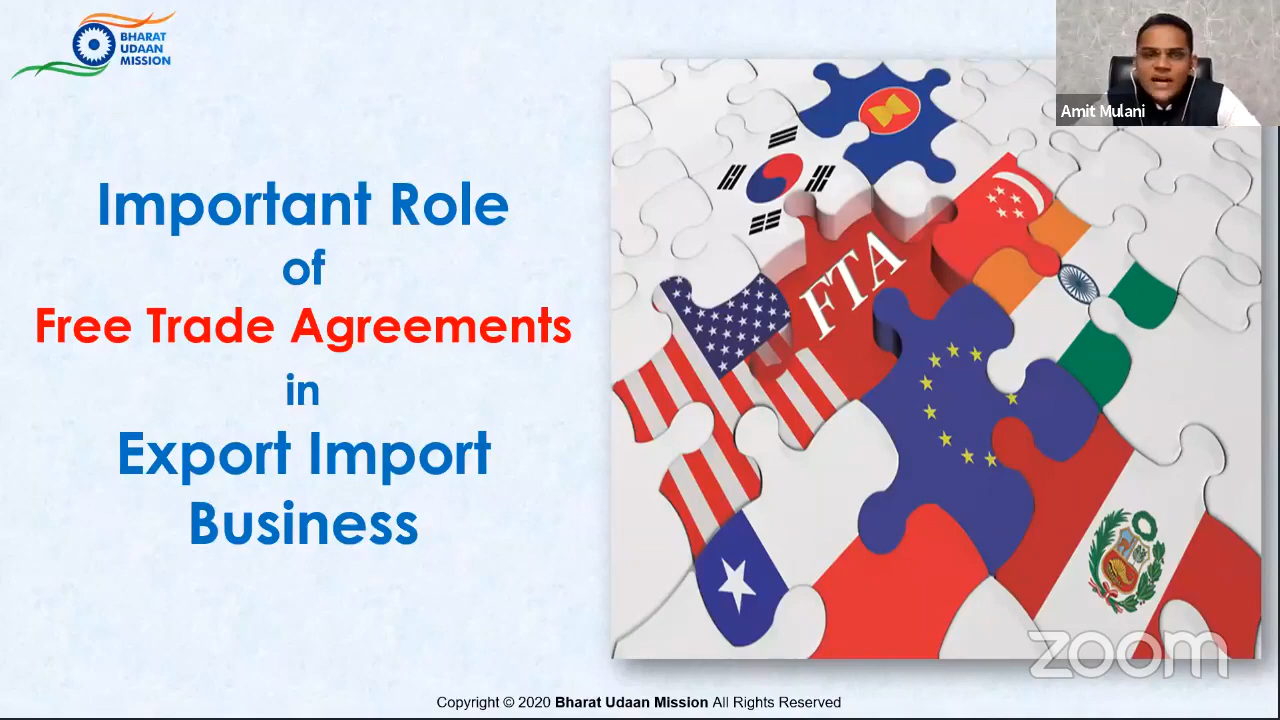 BHARAT
UDAAN
MISSION
Amit Mulani
Important Role
of
Free Trade Agreements
in
Export Import
Business
FTA
zoom
Copyright © 2020 Bharat Udaan Mission All Rights Reserved